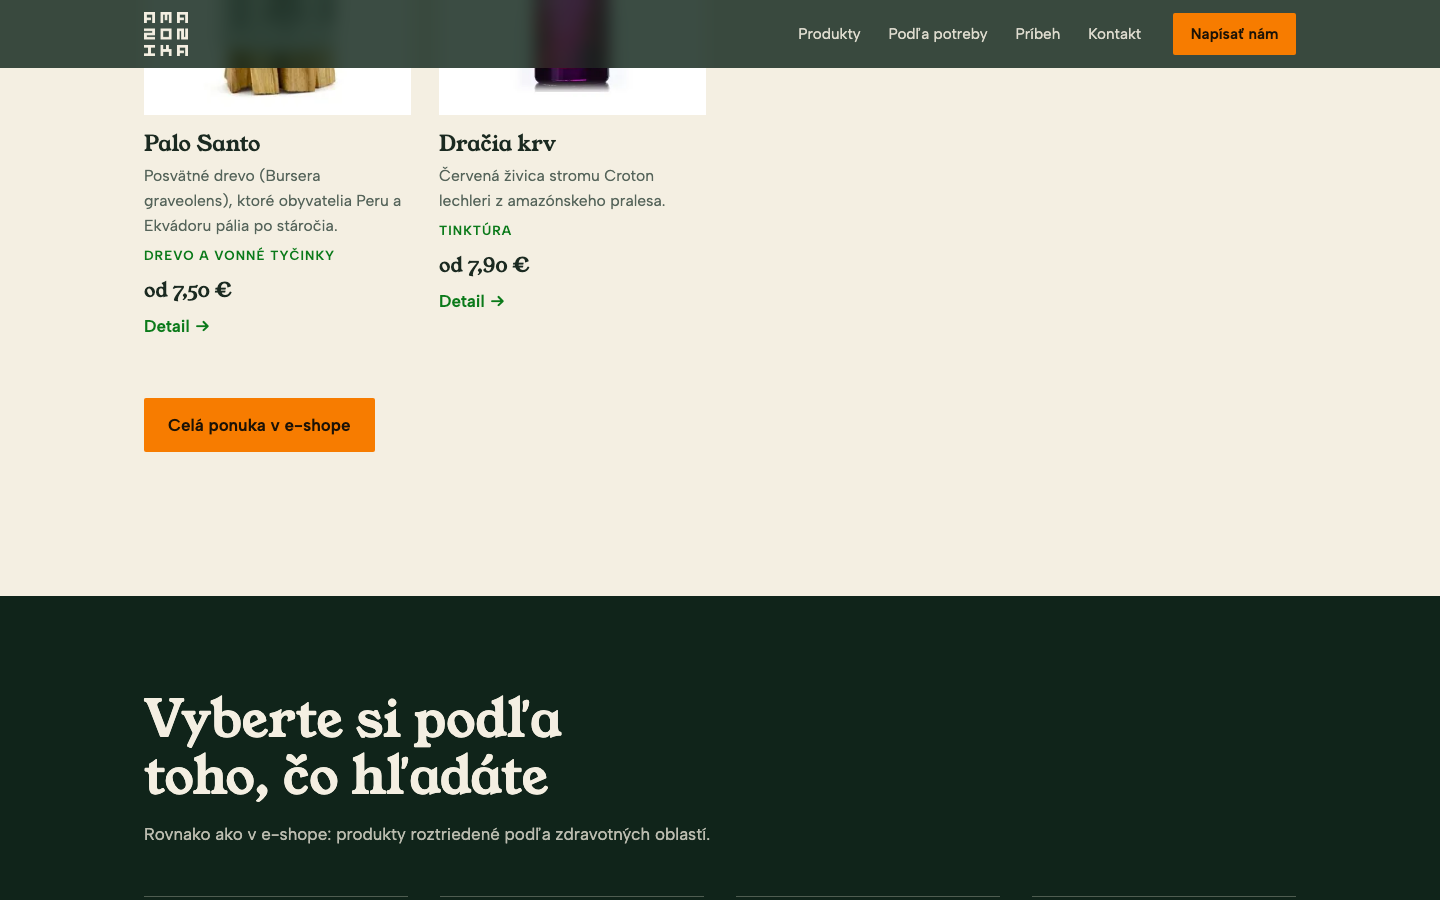 AMA
ZON
IKA
Produkty
Podľa potreby
Príbeh
Kontakt
Napísať nám
Palo Santo
Posvätné drevo (Bursera
graveolens), ktoré obyvatelia Peru a
Ekvádoru pália po stáročia.
DREVO A VONNÉ TYČINKY
od 7,50 €
Detail →
Dračia krv
Červená živica stromu Croton
lechleri z amazónskeho pralesa.
TINKTÚRA
od 7,90 €
Detail →
Celá ponuka v e-shope
Vyberte si podľa
toho, čo hľadáte
Rovnako ako v e-shope: produkty roztriedené podľa zdravotných oblastí.